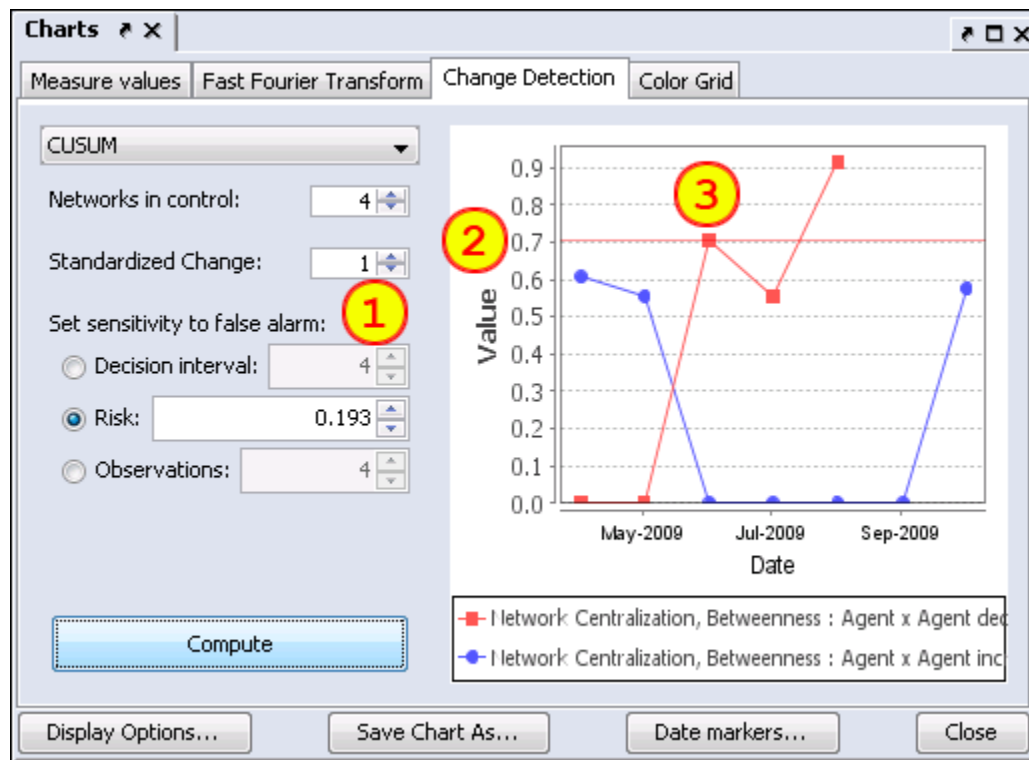 Charts
Measure values
Fast Fourier Transform
Change Detection
Color Grid
CUSUM
Networks in control: 4
Standardized Change: 1
Set sensitivity to false alarm:
Decision interval: 4
Risk: 0.193
Observations: 4
Compute
1
2
3
Value
0.9
0.8
0.7
0.6
0.5
0.4
0.3
0.2
0.1
0.0
May-2009 Jul-2009 Sep-2009
Date
Network Centralization, Betweenness : Agent x Agent dec
Network Centralization, Betweenness : Agent x Agent inc
Display Options... Save Chart As... Date markers... Close